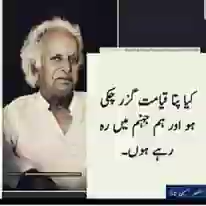 کیا پتا قیامت گزر چکی
ہو اور ہم جہنم میں رہ
رہے ہوں۔